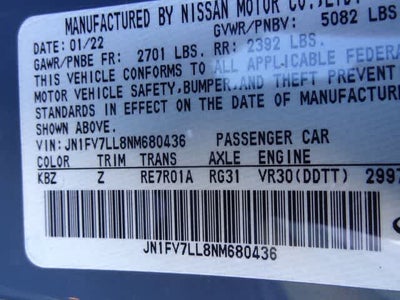 MANUFACTURED BY NISSAN MOTOR CO.,LTD.
GVWR/PNBV: 5082 LBS
DATE: 01/22
GAWR/PNBE FR: 2701 LBS. RR: 2392 LBS.
THIS VEHICLE CONFORMS TO ALL APPLICABLE FEDERAL
MOTOR VEHICLE SAFETY, BUMPER, AND THEFT PREVENT
STANDARDS IN EFFECT ON THE DATE OF MANUFACTURE
SHOWN ABOVE.
VIN: JN1FV7LL8NM680436 PASSENGER CAR
COLOR TRIM TRANS AXLE ENGINE
KBZ Z RE7R01A RG31 VR30(DDTT) 2997
JN1FV7LL8NM680436